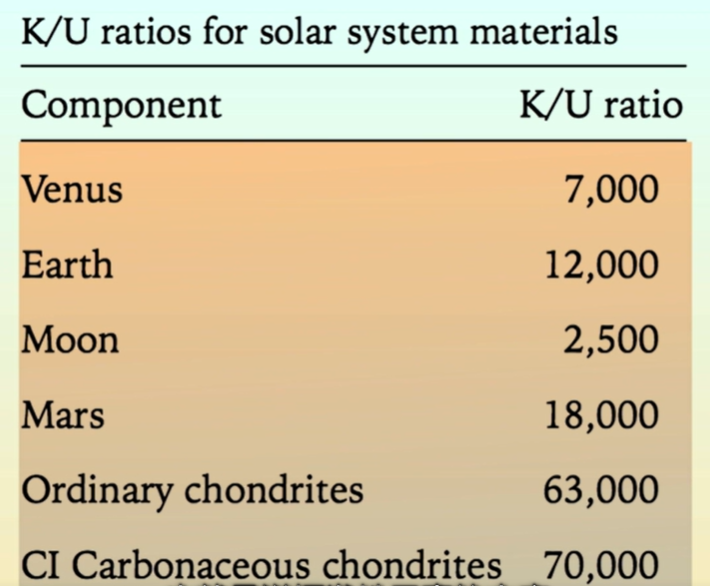 K/U ratios for solar system materials
Component K/U ratio
Venus 7,000
Earth 12,000
Moon 2,500
Mars 18,000
Ordinary chondrites 63,000
CI Carbonaceous chondrites 70,000